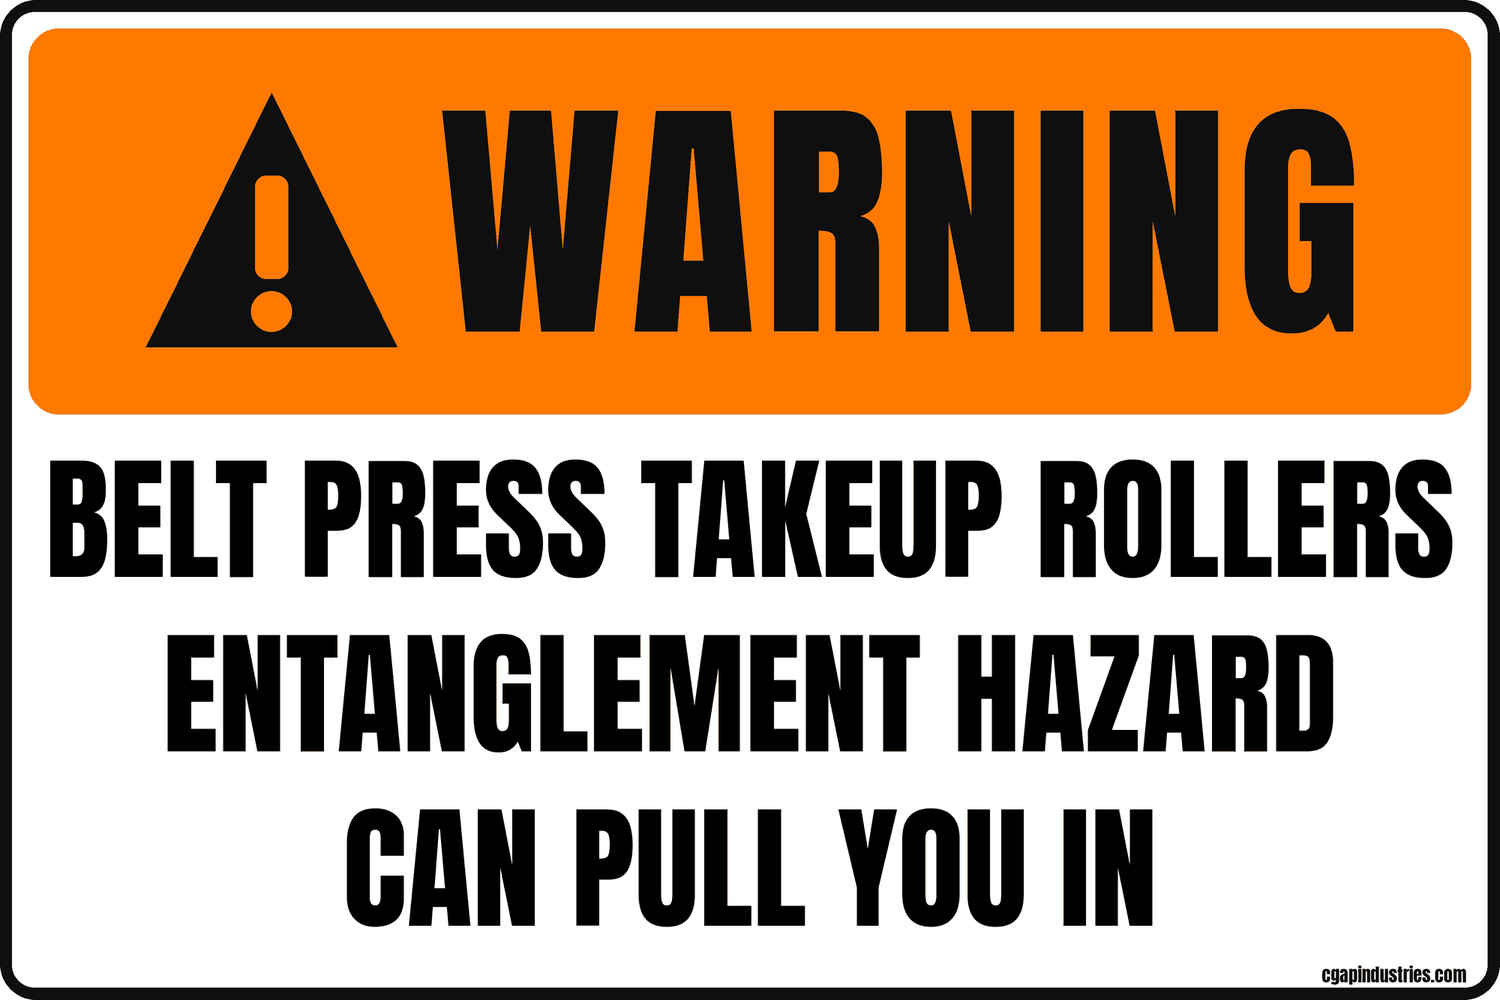 WARNING
BELT PRESS TAKEUP ROLLERS
ENTANGLEMENT HAZARD
CAN PULL YOU IN
cgapindustries.com